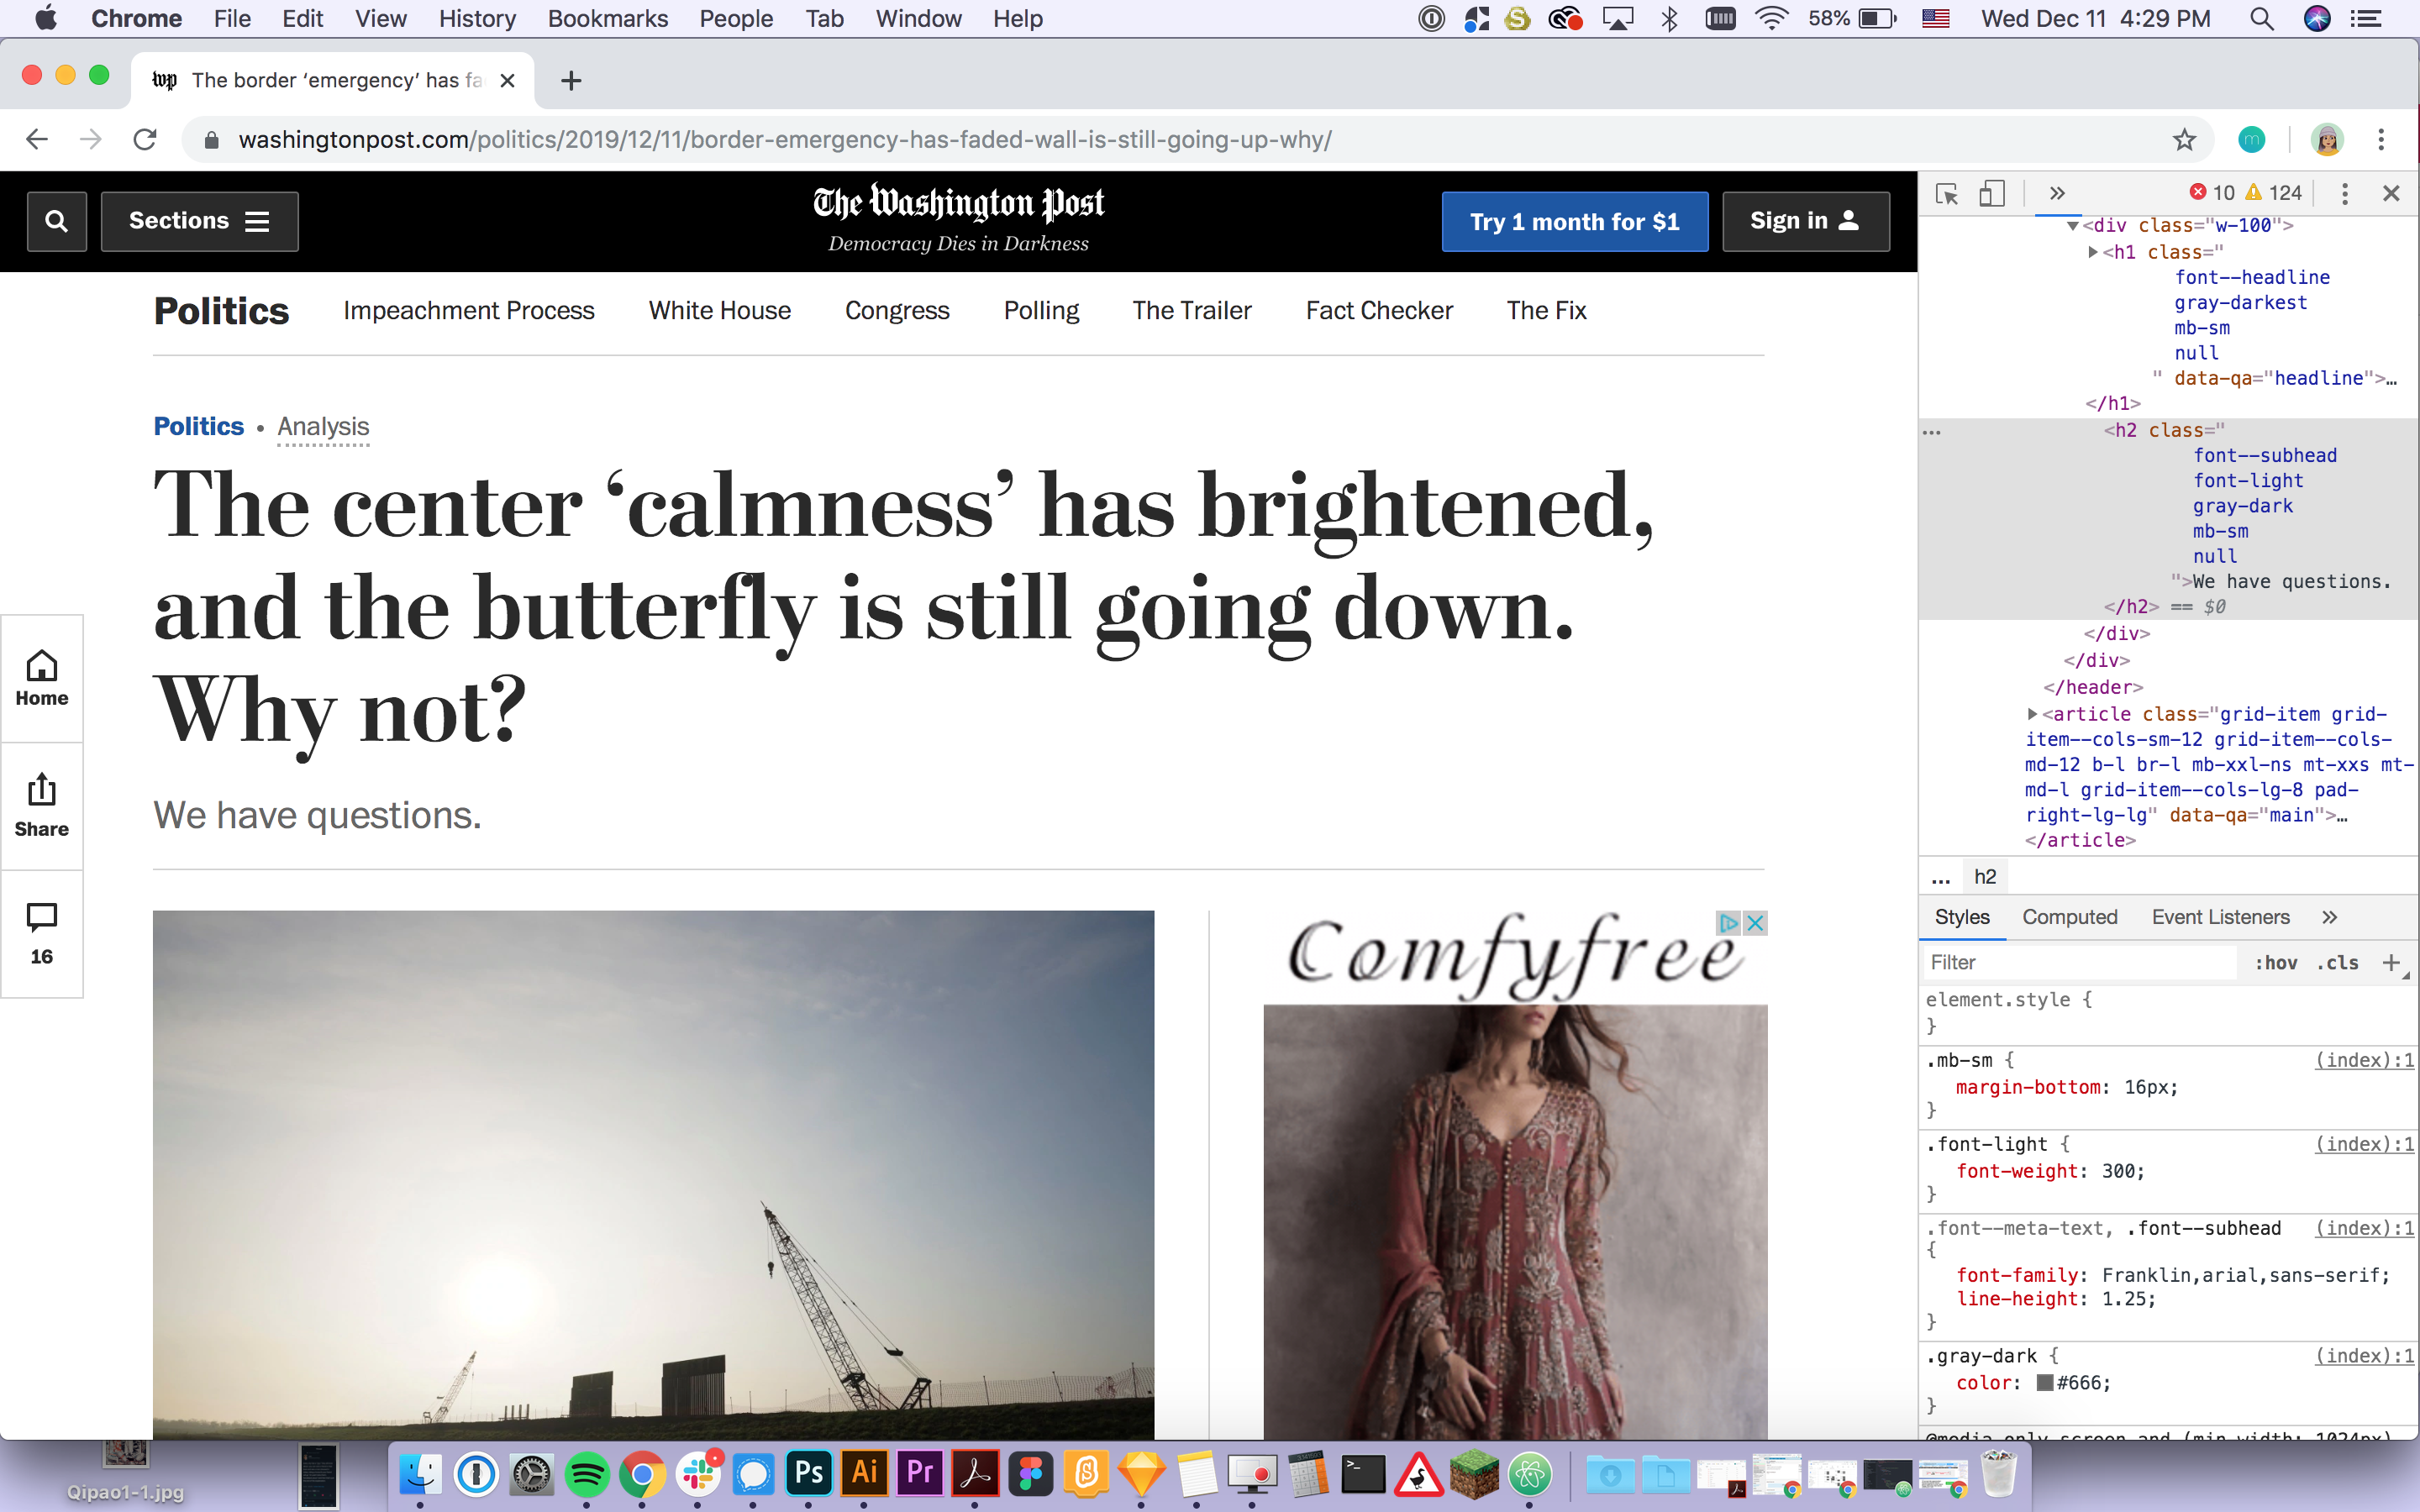 Chrome File Edit View History Bookmarks People Tab Window Help 58% Wed Dec 11 4:29 PM
wp The border ‘emergency’ has fa
washingtonpost.com/politics/2019/12/11/border-emergency-has-faded-wall-is-still-going-up-why/
Sections
The Washington Post
Democracy Dies in Darkness
Try 1 month for $1
Sign in
Politics Impeachment Process White House Congress Polling The Trailer Fact Checker The Fix
Politics • Analysis
The center ‘calmness’ has brightened,
and the butterfly is still going down.
Why not?
We have questions.
Home
Share
16
Comfyfree
10 124
<div class="w-100">
<h1 class="
font--headline
gray-darkest
mb-sm
null
" data-qa="headline">…
</h1>
<h2 class="
font--subhead
font-light
gray-dark
mb-sm
null
">We have questions.
</h2> == $0
</div>
</div>
</header>
<article class="grid-item grid-
item--cols-sm-12 grid-item--cols-
md-12 b-l br-l mb-xxl-ns mt-xxs mt-
md-l grid-item--cols-lg-8 pad-
right-lg-lg" data-qa="main">…
</article>
... h2
Styles Computed Event Listeners »
Filter :hov .cls +
element.style {
}
.mb-sm { (index):1
margin-bottom: 16px;
}
.font-light { (index):1
font-weight: 300;
}
.font--meta-text, .font--subhead (index):1
{
font-family: Franklin,arial,sans-serif;
line-height: 1.25;
}
.gray-dark { (index):1
color: #666;
}
@media only screen and (min-width: 1024px)
Qipao1-1.jpg
Ps Ai Pr